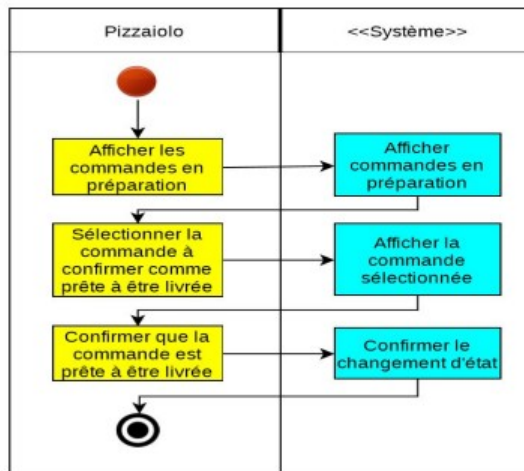 Pizzaiolo
<<Système>>
Afficher les
commandes en
préparation
Afficher
commandes en
préparation
Sélectionner la
commande à
confirmer comme
prête à être livrée
Afficher la
commande
sélectionnée
Confirmer que la
commande est
prête à être livrée
Confirmer le
changement d'état